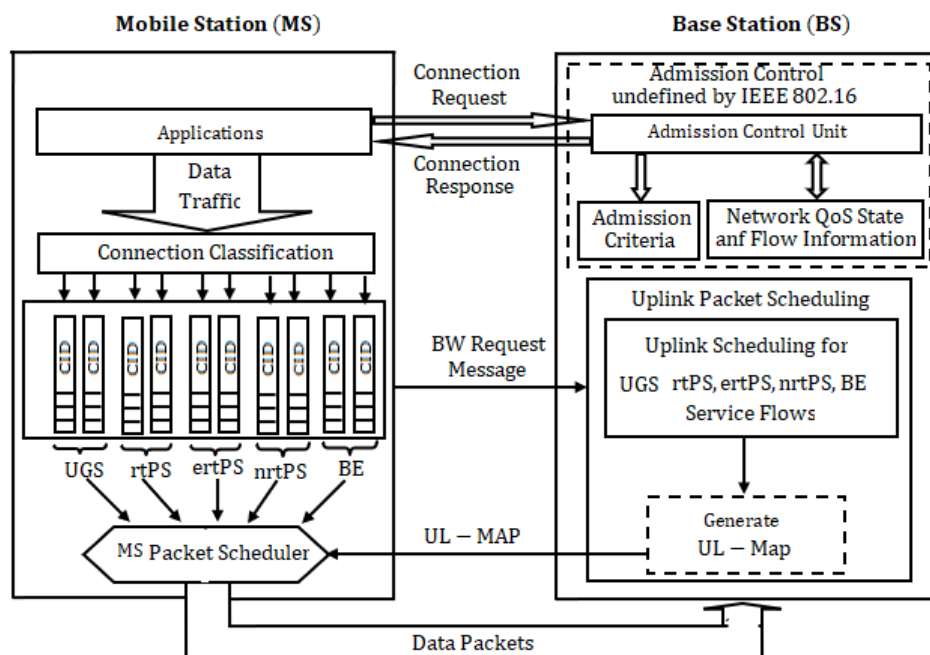 Mobile Station (MS)
Base Station (BS)
Connection
Request
Applications
Connection
Response
Data
Traffic
Connection Classification
CID CID CID CID CID CID CID CID CID CID
UGS rtPS ertPS nrtPS BE
MS Packet Scheduler
Admission Control
undefined by IEEE 802.16
Admission Control Unit
Admission
Criteria
Network QoS State
anf Flow Information
BW Request
Message
Uplink Packet Scheduling
Uplink Scheduling for
UGS rtPS, ertPS, nrtPS, BE
Service Flows
Generate
UL − Map
UL − MAP
Data Packets